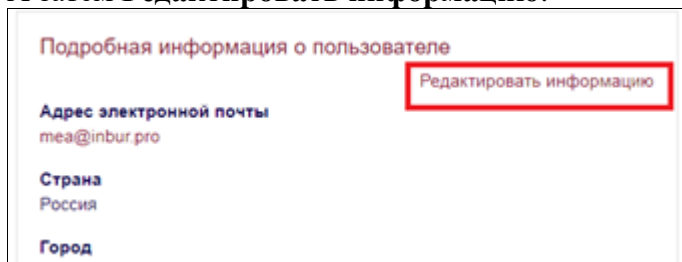 Подробная информация о пользователе
Редактировать информацию
Адрес электронной почты
mea@inbur.pro
Страна
Россия
Город